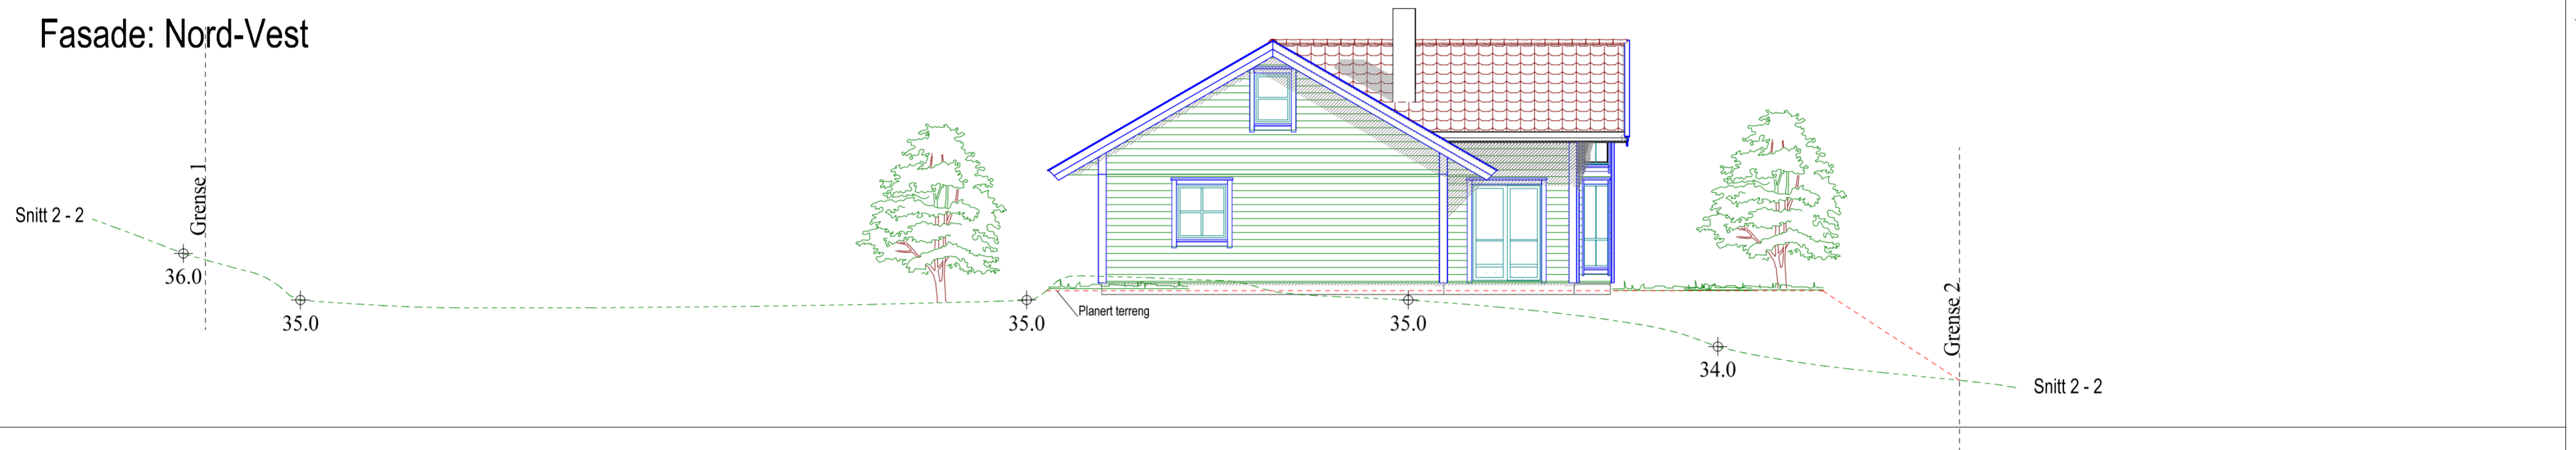 Fasade: Nord-Vest
Grense 1
Snitt 2 - 2
36.0
35.0
35.0
Planert terreng
35.0
34.0
Grense 2
Snitt 2 - 2